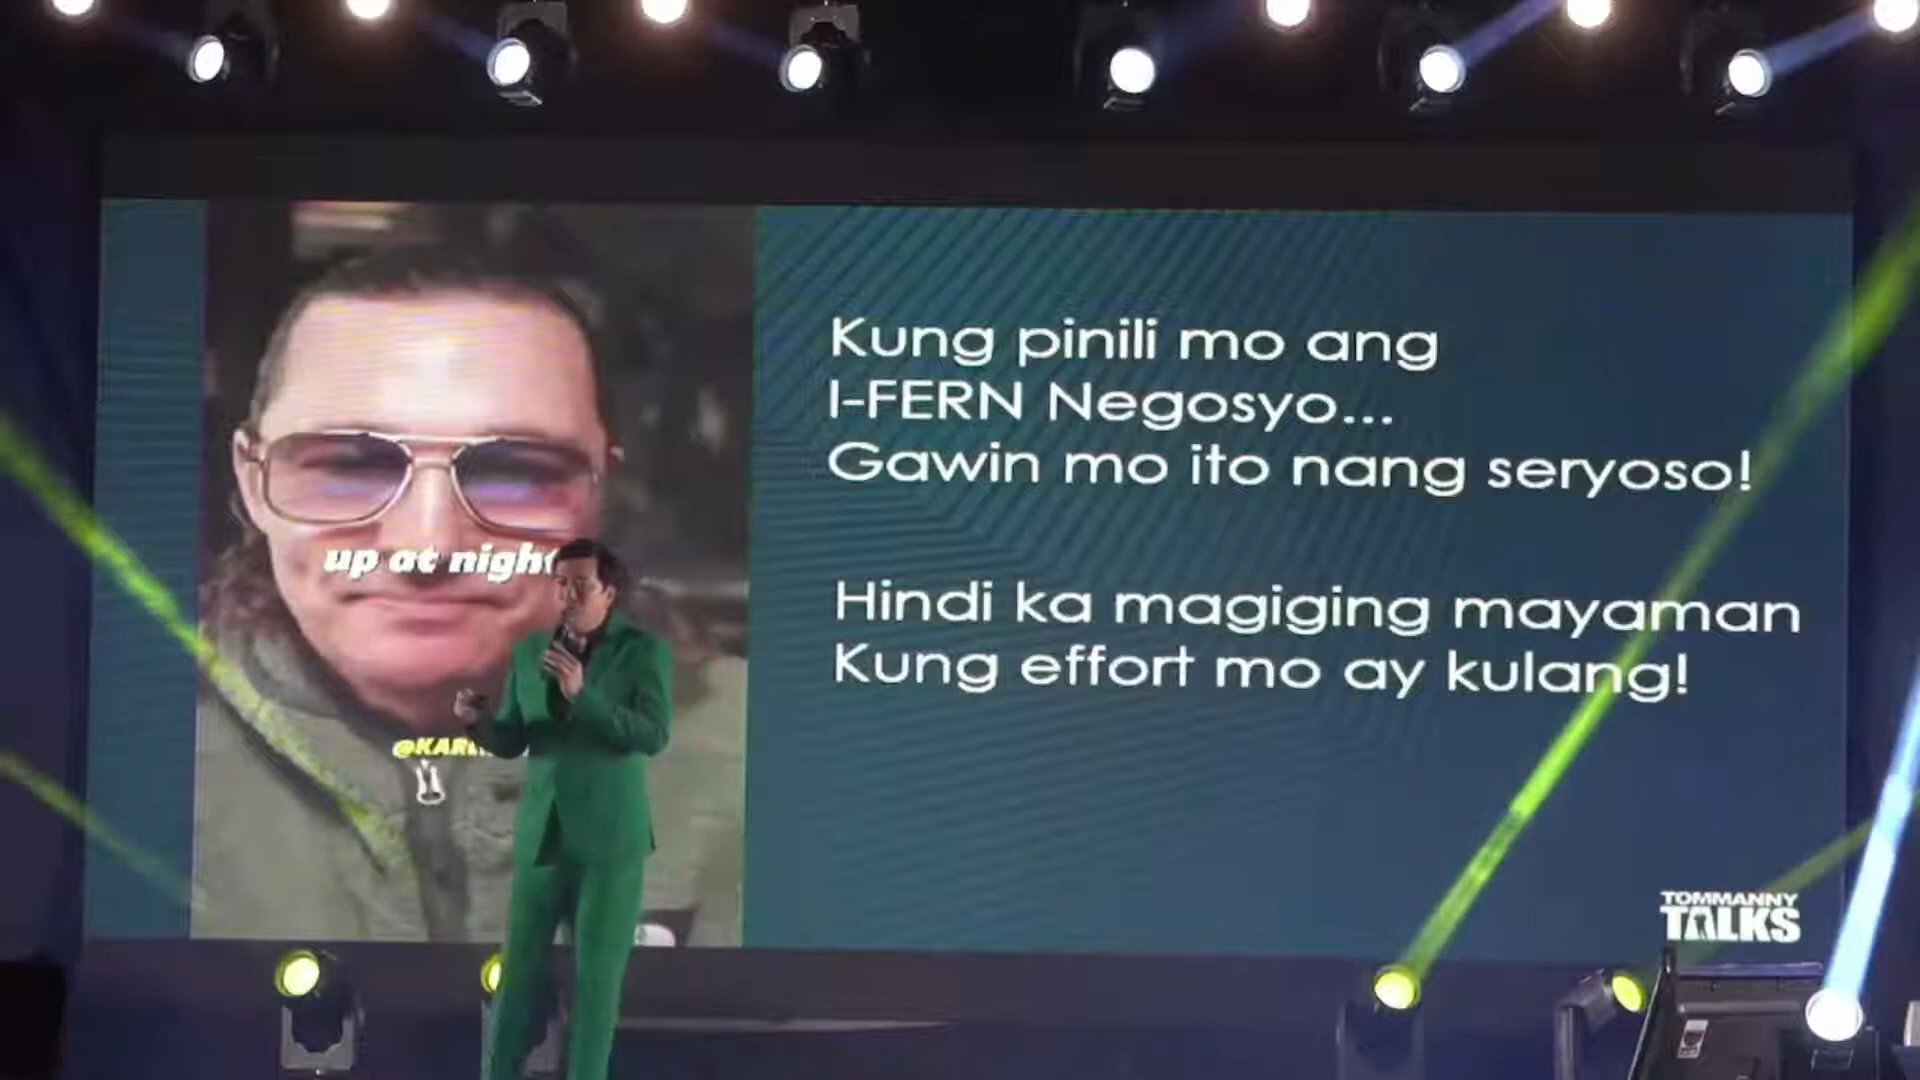 up at night
Kung pinili mo ang
I-FERN Negosyo...
Gawin mo ito nang seryoso!
Hindi ka magiging mayaman
Kung effort mo ay kulang!
TOMMANNY
TALKS